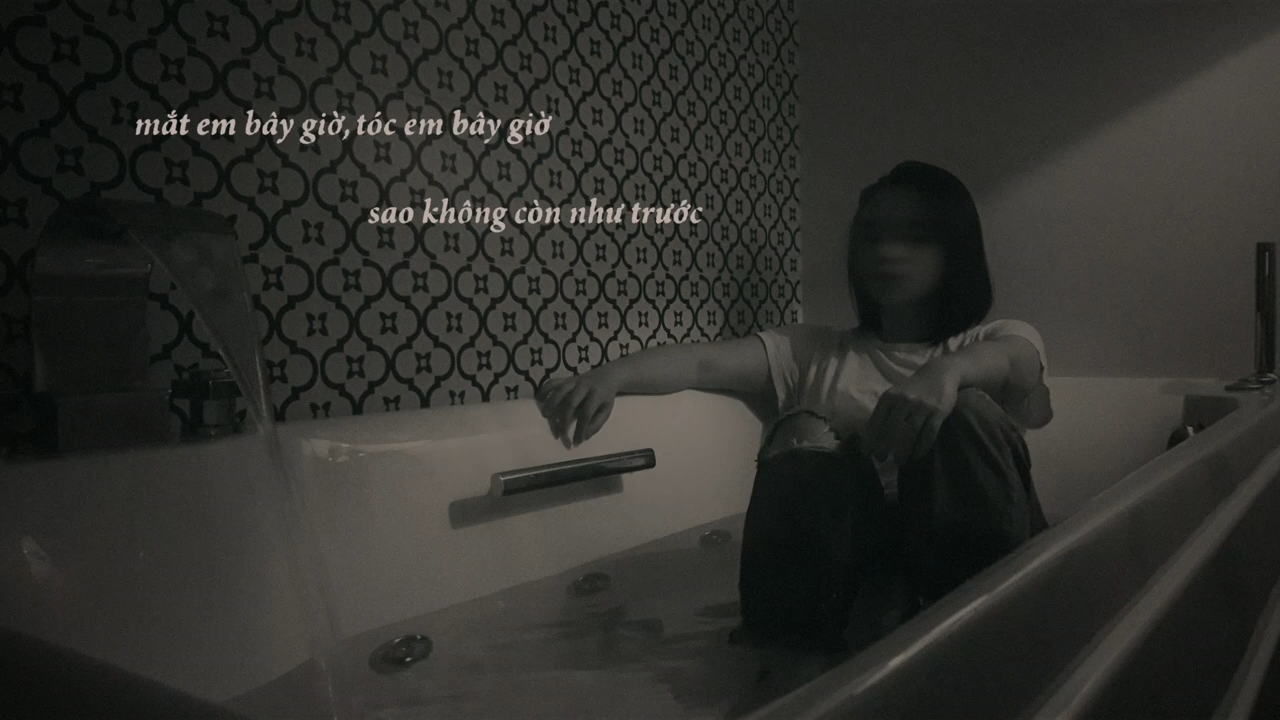 mắt em bây giờ, tóc em bây giờ
sao không còn như trước